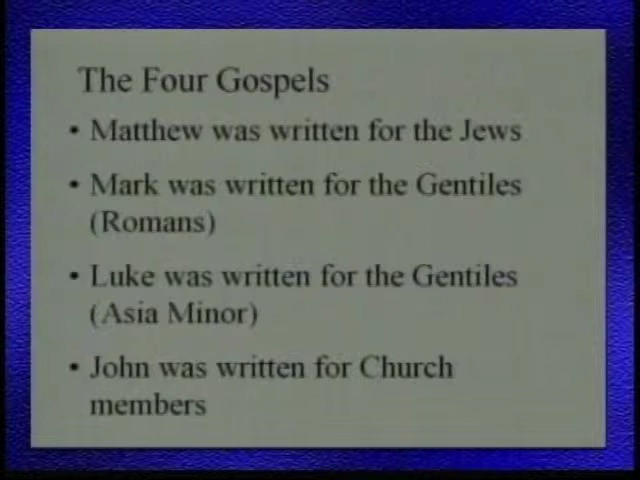 The Four Gospels
• Matthew was written for the Jews
• Mark was written for the Gentiles
(Romans)
• Luke was written for the Gentiles
(Asia Minor)
• John was written for Church
members